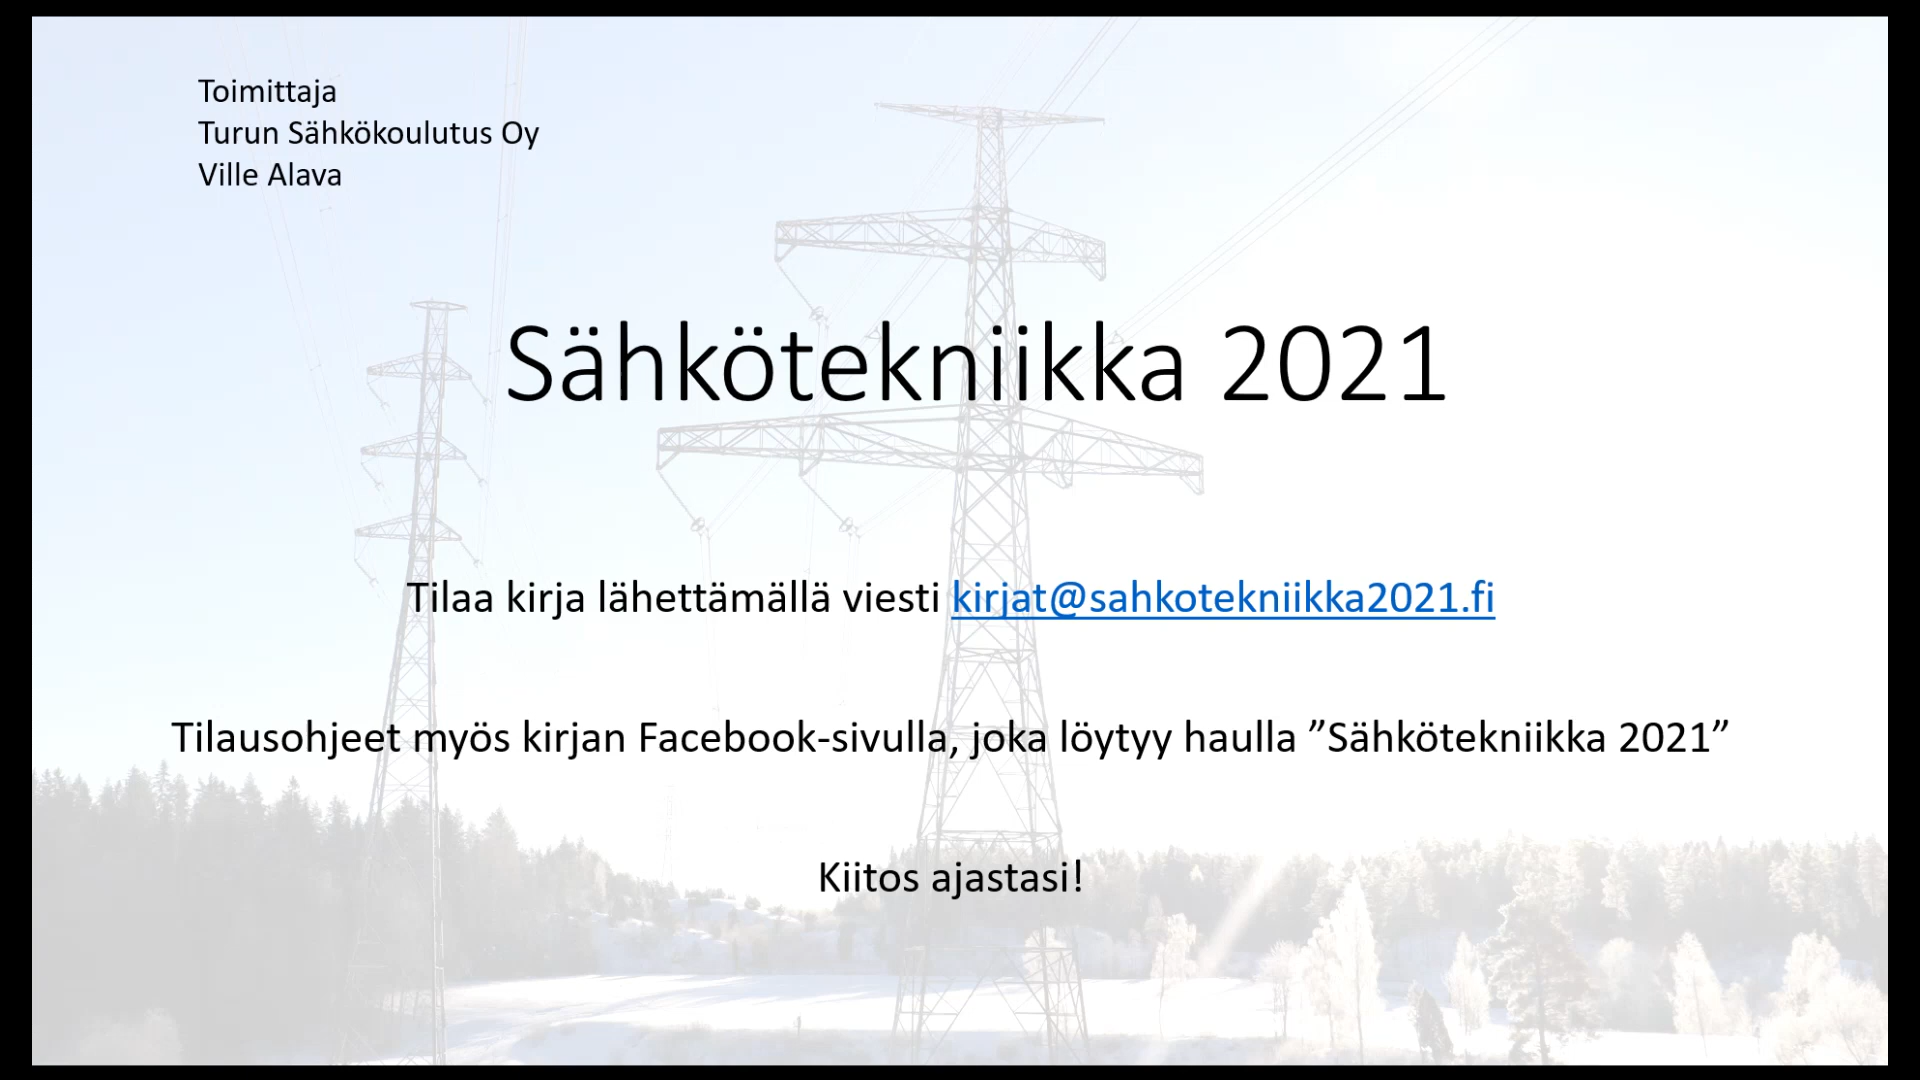 Toimittaja
Turun Sähkökoulutus Oy
Ville Alava
Sähkötekniikka 2021
Tilaa kirja lähettämällä viesti kirjat@sahkotekniikka2021.fi
Tilausohjeet myös kirjan Facebook-sivulla, joka löytyy haulla ”Sähkötekniikka 2021”
Kiitos ajastasi!